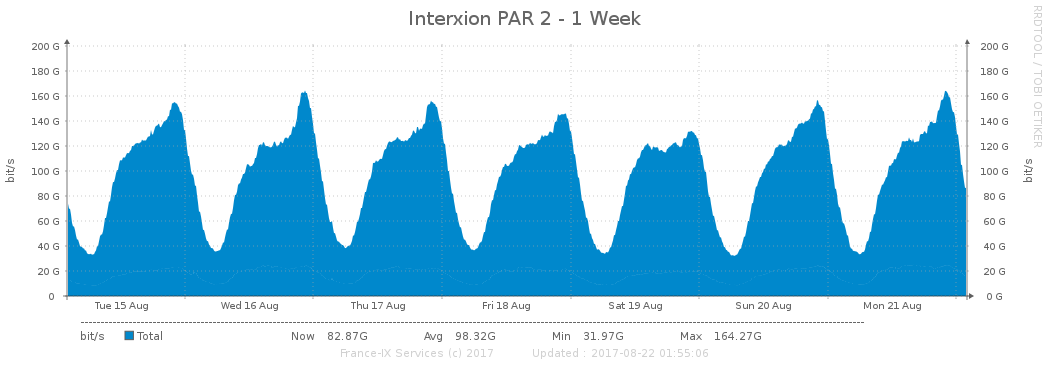 Interxion PAR 2 - 1 Week
RRDTOOL / TOBI OETIKER
bit/s
200 G 200 G
180 G 180 G
160 G 160 G
140 G 140 G
120 G 120 G
100 G 100 G
80 G 80 G
60 G 60 G
40 G 40 G
20 G 20 G
0 0 G
bit/s
Tue 15 Aug Wed 16 Aug Thu 17 Aug Fri 18 Aug Sat 19 Aug Sun 20 Aug Mon 21 Aug
bit/s Total Now 82.87G Avg 98.32G Min 31.97G Max 164.27G
France-IX Services (c) 2017 Updated : 2017-08-22 01:55:06